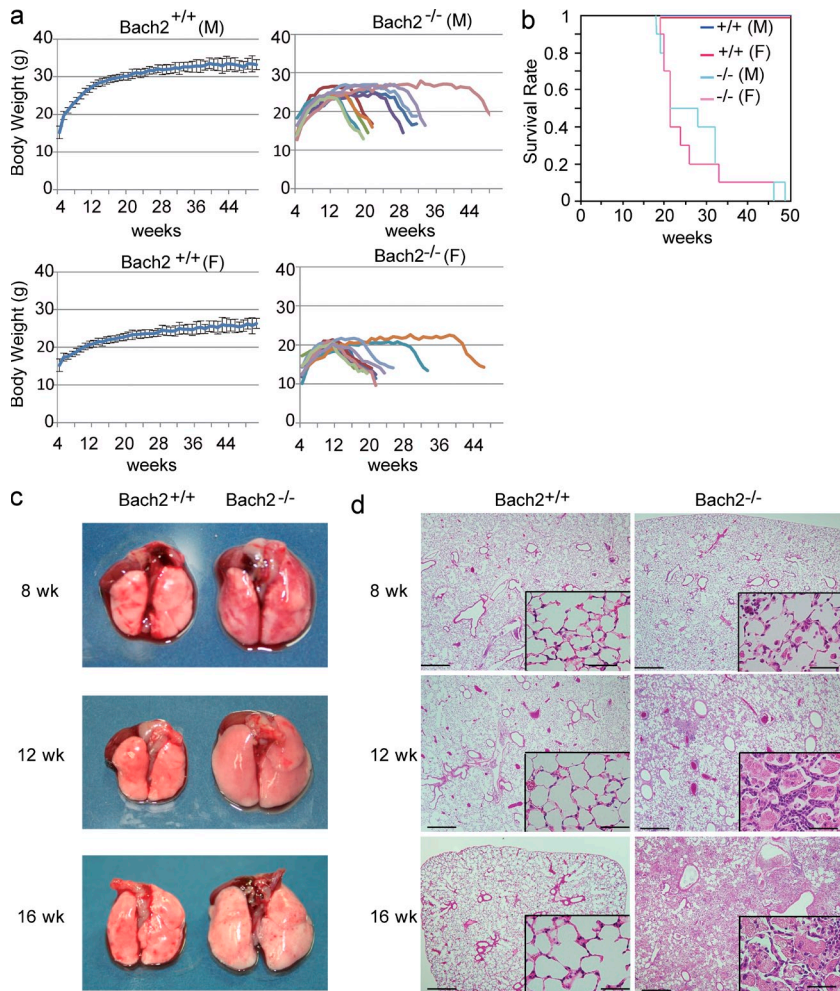 a
Bach2+/+ (M)
Bach2-/- (M)
Body Weight (g)
40
30
20
10
0
4 12 20 28 36 44
weeks
40
30
20
10
0
4 12 20 28 36 44
weeks
b
+/+ (M)
+/+ (F)
-/- (M)
-/- (F)
Survival Rate
1
0.8
0.6
0.4
0.2
0
0 10 20 30 40 50
weeks
Bach2 +/+ (F)
Bach2-/- (F)
Body Weight (g)
40
30
20
10
0
4 12 20 28 36 44
weeks
40
30
20
10
0
4 12 20 28 36 44
weeks
c
Bach2+/+ Bach2-/-
8 wk
12 wk
16 wk
d
Bach2+/+ Bach2-/-
8 wk
12 wk
16 wk